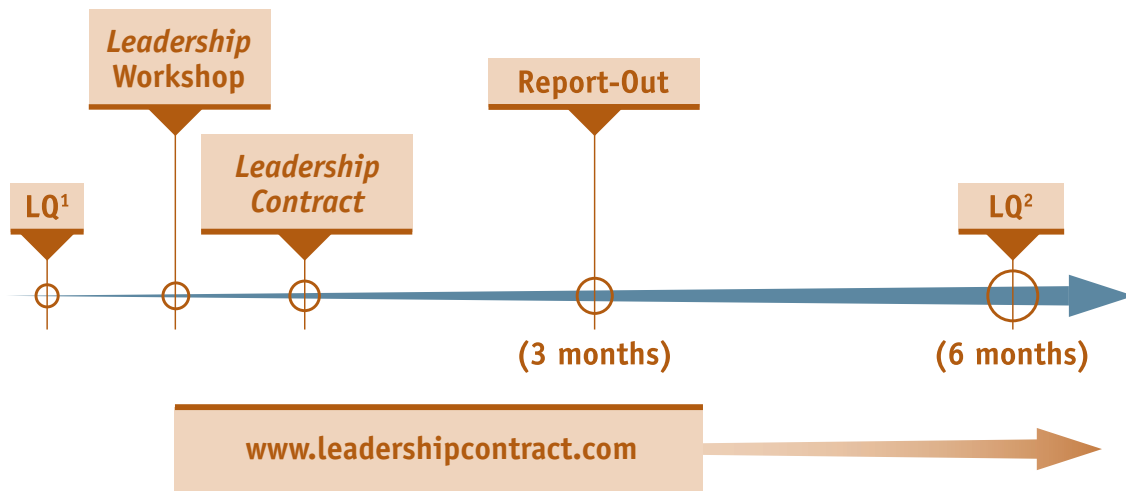 Leadership
Workshop
Report-Out
Leadership
Contract
LQ¹
LQ²
(3 months)
(6 months)
www.leadershipcontract.com